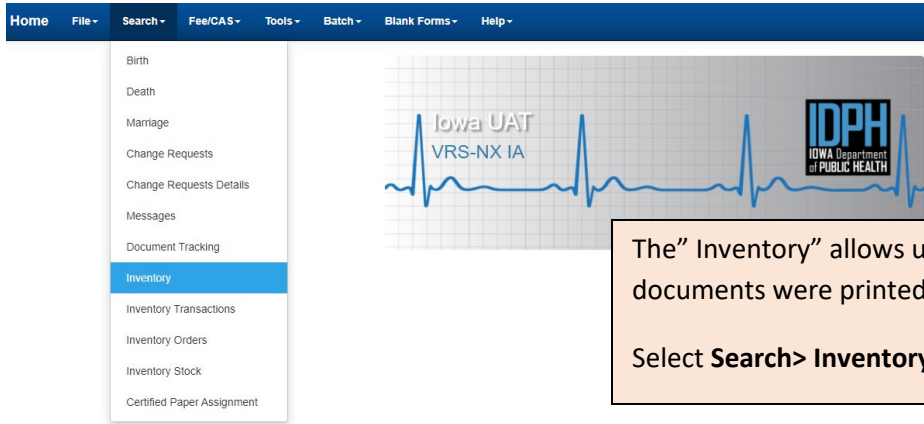 Home File Search Fee/CAS Tools Batch Blank Forms Help
Birth
Death
Marriage
Change Requests
Change Requests Details
Messages
Document Tracking
Inventory
Inventory Transactions
Inventory Orders
Inventory Stock
Certified Paper Assignment
Iowa UAT
VRS-NX IA
IDPH
IOWA Department
of PUBLIC HEALTH
The” Inventory” allows u
documents were printed
Select Search> Inventory